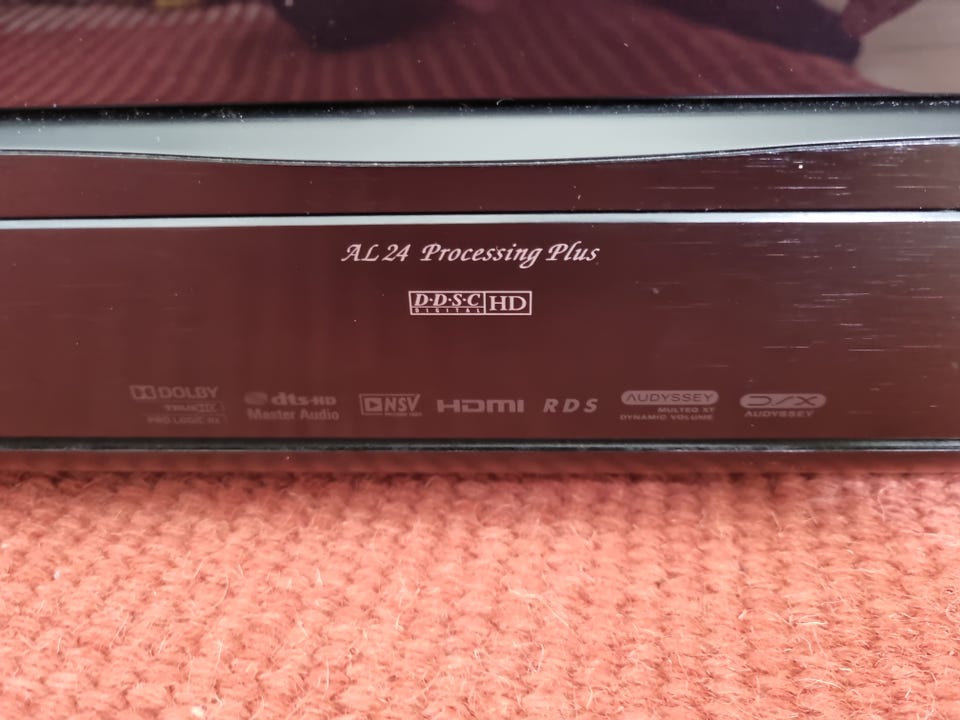 AL24 Processing Plus
D·D·S·C HD
DIGITAL
DOLBY
TRUEHD
PRO LOGIC IIz
dts-HD
Master Audio
NSV
HDMI
RDS
AUDYSSEY
MULTEQ XT
DYNAMIC VOLUME
DSX
AUDYSSEY